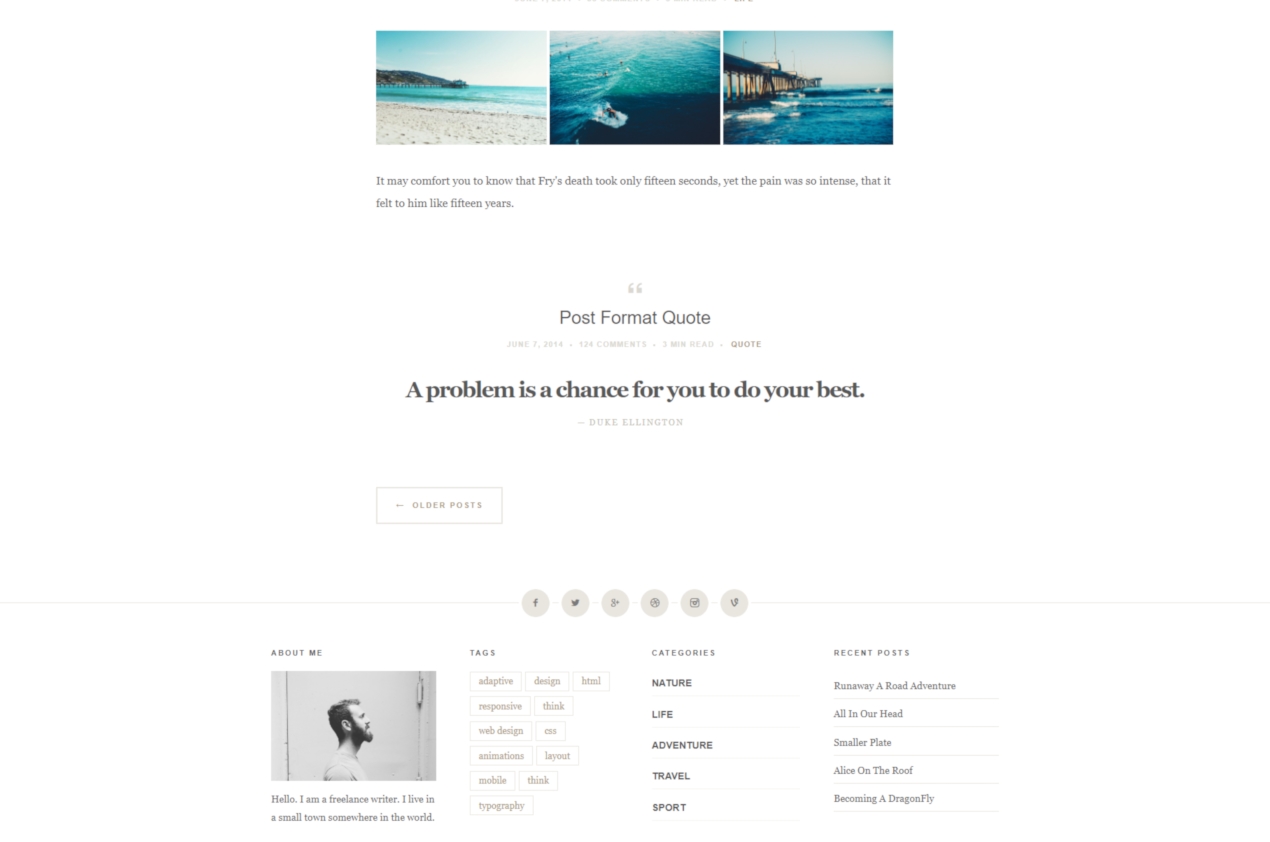 It may comfort you to know that Fry's death took only fifteen seconds, yet the pain was so intense, that it
felt to him like fifteen years.
“
Post Format Quote
JUNE 7, 2014 • 124 COMMENTS • 3 MIN READ • QUOTE
A problem is a chance for you to do your best.
— DUKE ELLINGTON
← OLDER POSTS
ABOUT ME
Hello. I am a freelance writer. I live in
a small town somewhere in the world.
TAGS
adaptive design html
responsive think
web design css
animations layout
mobile think
typography
CATEGORIES
NATURE
LIFE
ADVENTURE
TRAVEL
SPORT
RECENT POSTS
Runaway A Road Adventure
All In Our Head
Smaller Plate
Alice On The Roof
Becoming A DragonFly